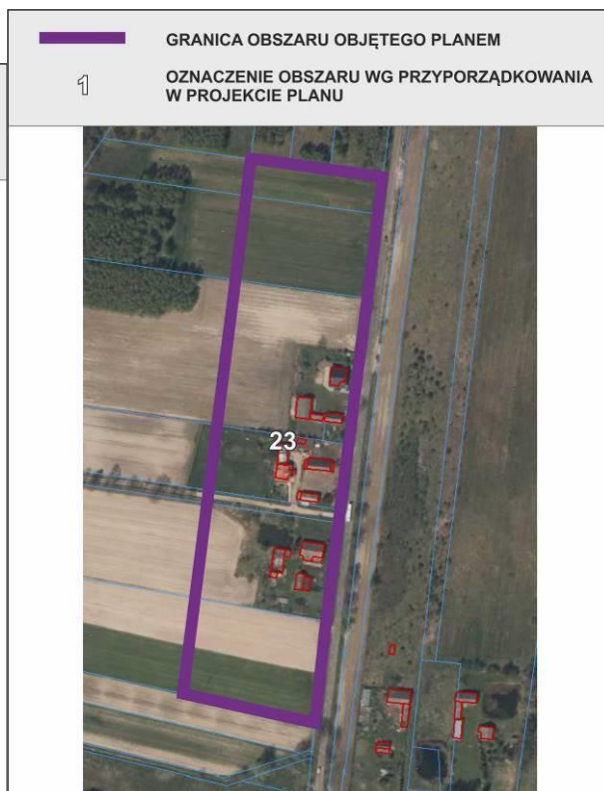 GRANICA OBSZARU OBJĘTEGO PLANEM
1 OZNACZENIE OBSZARU WG PRZYPORZĄDKOWANIA
W PROJEKCIE PLANU
23